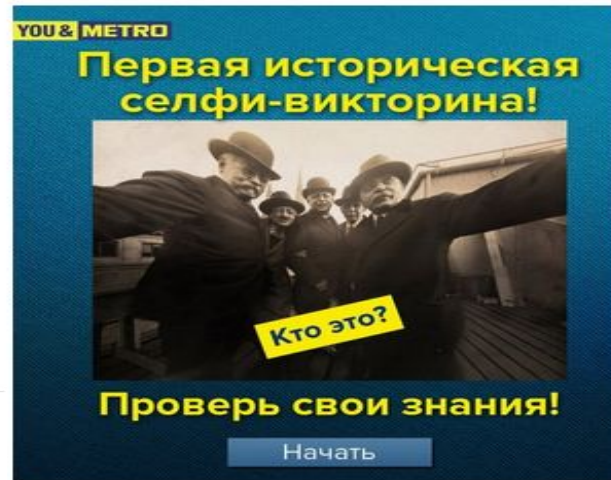 YOU & METRO
Первая историческая
селфи-викторина!
Кто это?
Проверь свои знания!
Начать